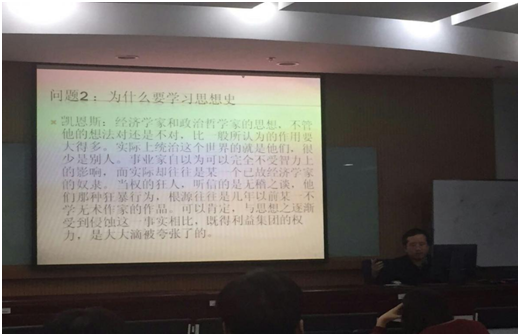 问题2：为什么要学习思想史
凯恩斯：经济学家和政治哲学家的思想，不管
他的想法对还是不对，比一般所认为的作用要
大得多。实际上统治这个世界的就是他们，很
少是别人。事业家自以为可以完全不受智力上
的影响，而实际却往往是某一个已故经济学家
的奴隶。当权的狂人，听信的是无稽之谈，他
们那种狂暴行为，根源往往是几年以前某一不
学无术作家的作品。可以肯定，与思想之逐渐
受到侵蚀这一事实相比，既得利益集团的权
力，是大大滴被夸张了的。